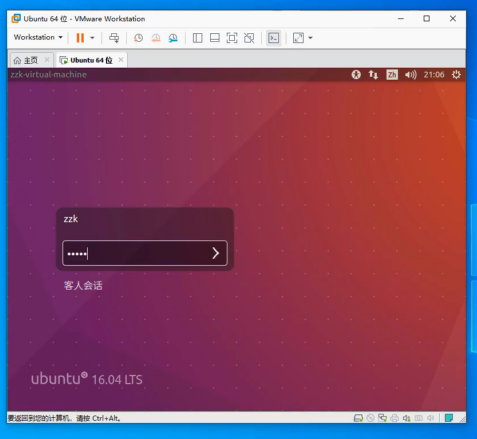 Ubuntu 64 位 - VMware Workstation
Workstation
主页
Ubuntu 64 位
zzk-virtual-machine
Zh
21:06
zzk
客人会话
ubuntu® 16.04 LTS
要返回到您的计算机，请按 Ctrl+Alt。